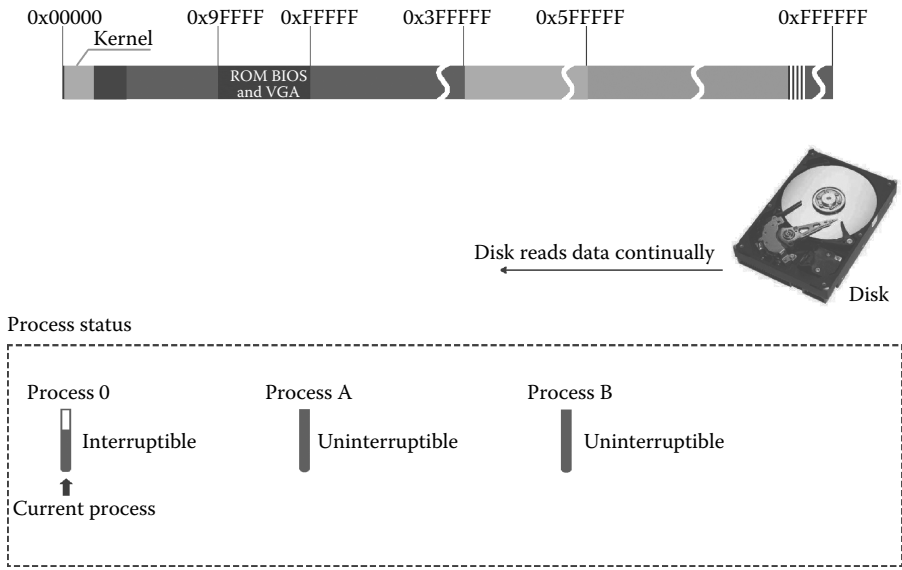 0x00000 0x9FFFF 0xFFFFF 0x3FFFFF 0x5FFFFF 0xFFFFFF
Kernel
ROM BIOS
and VGA
Disk reads data continually
Disk
Process status
Process 0 Process A Process B
Interruptible Uninterruptible Uninterruptible
Current process